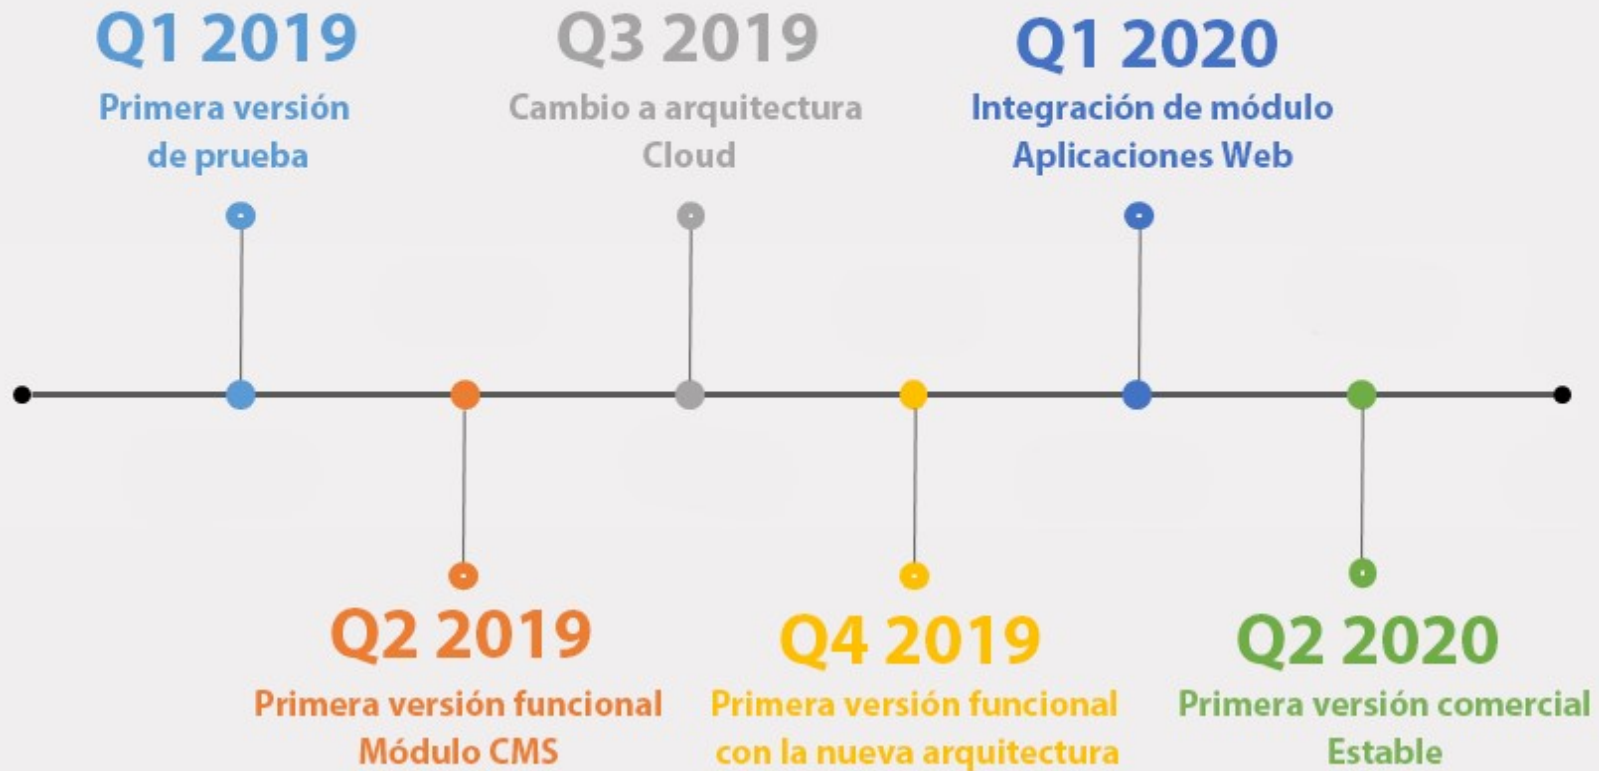 Q1 2019
Primera versión
de prueba
Q2 2019
Primera versión funcional
Módulo CMS
Q3 2019
Cambio a arquitectura
Cloud
Q4 2019
Primera versión funcional
con la nueva arquitectura
Q1 2020
Integración de módulo
Aplicaciones Web
Q2 2020
Primera versión comercial
Estable